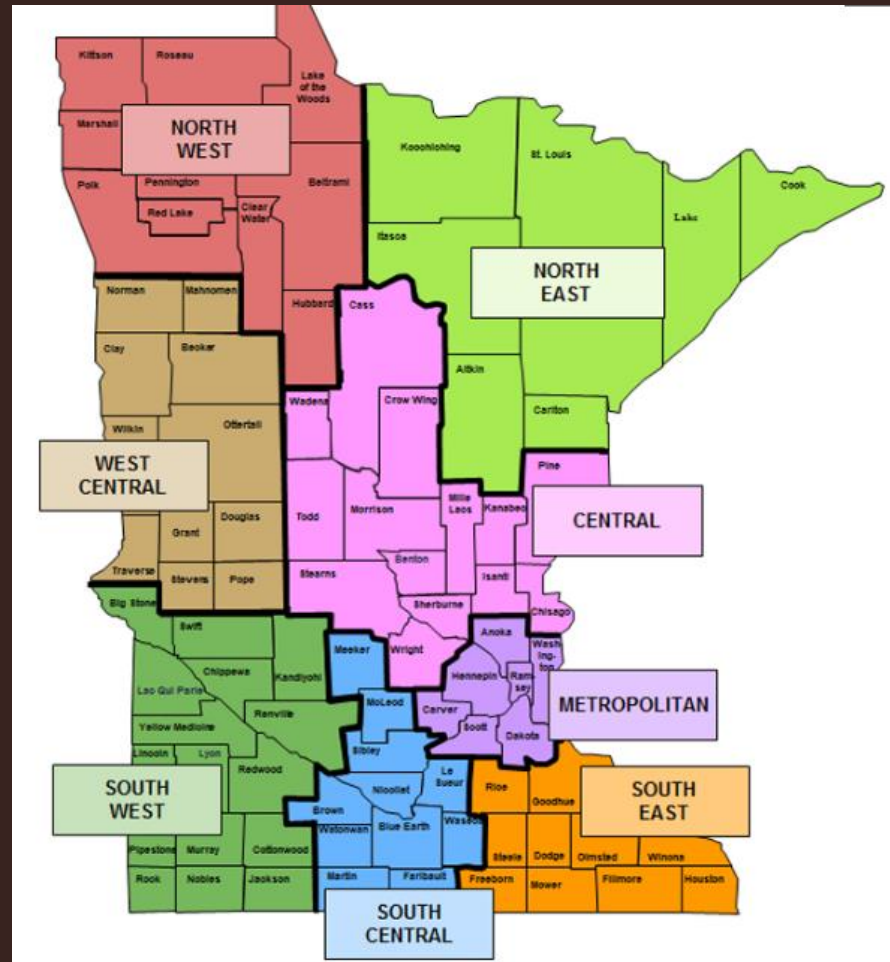 Kittson
Roseau
Lake
of the
Woods
Marshall
NORTH
WEST
Polk
Pennington
Red Lake
Clear
Water
Beltrami
Hubbard
Koochiching
St. Louis
Cook
Lake
Itasca
NORTH
EAST
Aitkin
Carlton
Norman
Mahnomen
Clay
Becker
Wilkin
Ottertail
WEST
CENTRAL
Grant
Douglas
Traverse
Stevens
Pope
Cass
Wadena
Crow Wing
Pine
Todd
Morrison
Mille
Lacs
Kanabec
CENTRAL
Benton
Stearns
Isanti
Sherburne
Chisago
Wright
Big Stone
Swift
Chippewa
Kandiyohi
Lac Qui Parle
Renville
Yellow Medicine
Lincoln
Lyon
Redwood
SOUTH
WEST
Pipestone
Murray
Cottonwood
Rock
Nobles
Jackson
Meeker
McLeod
Sibley
Nicollet
Le
Sueur
Brown
Watonwan
Blue Earth
Waseca
Martin
Faribault
SOUTH
CENTRAL
Anoka
Wash
ing-
ton
Hennepin
Ram-
sey
Carver
Scott
Dakota
METROPOLITAN
Rice
Goodhue
SOUTH
EAST
Steele
Dodge
Olmsted
Winona
Freeborn
Mower
Fillmore
Houston